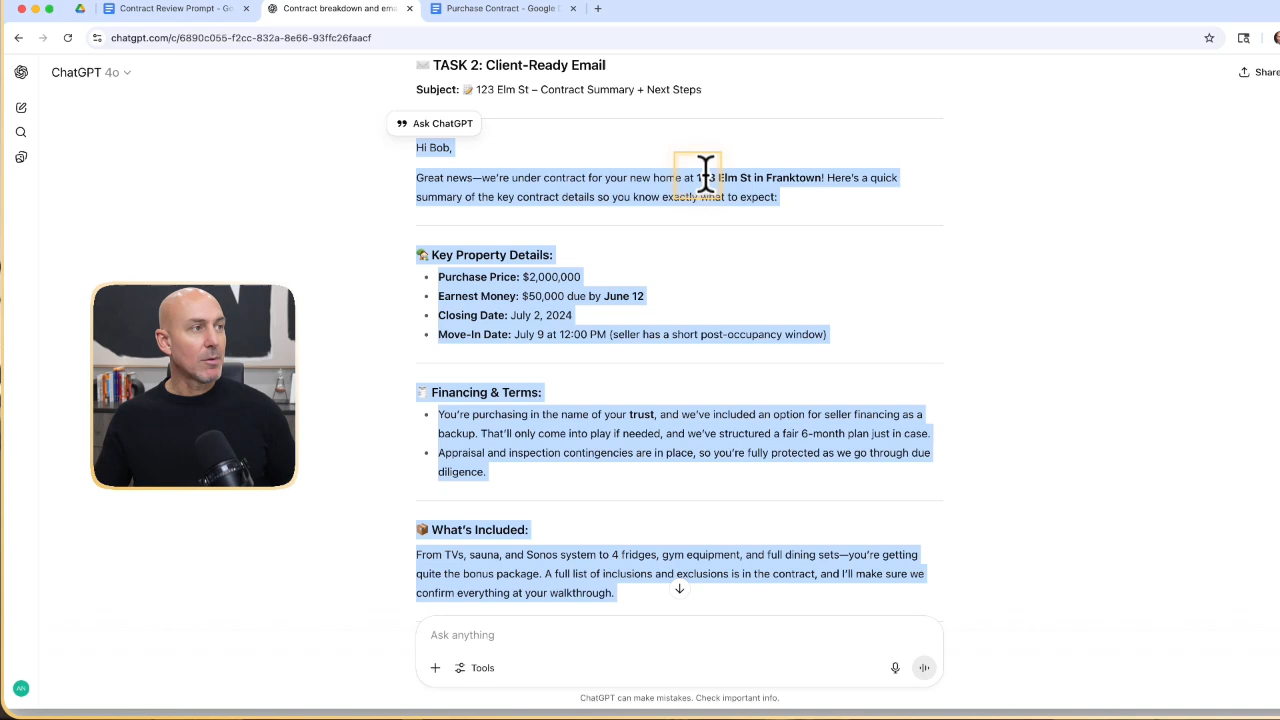 Contract Review Prompt - Go
Contract breakdown and ema
Purchase Contract - Google
chatgpt.com/c/6890c055-f2cc-832a-8e66-93ffc26faacf
ChatGPT 4o
Share
TASK 2: Client-Ready Email
Subject: 📝 123 Elm St – Contract Summary + Next Steps
Ask ChatGPT
Hi Bob,
Great news—we're under contract for your new home at 123 Elm St in Franktown! Here's a quick
summary of the key contract details so you know exactly what to expect:
Key Property Details:
Purchase Price: $2,000,000
Earnest Money: $50,000 due by June 12
Closing Date: July 2, 2024
Move-In Date: July 9 at 12:00 PM (seller has a short post-occupancy window)
Financing & Terms:
You're purchasing in the name of your trust, and we've included an option for seller financing as a
backup. That'll only come into play if needed, and we've structured a fair 6-month plan just in case.
Appraisal and inspection contingencies are in place, so you're fully protected as we go through due
diligence.
What's Included:
From TVs, sauna, and Sonos system to 4 fridges, gym equipment, and full dining sets—you're getting
quite the bonus package. A full list of inclusions and exclusions is in the contract, and I'll make sure we
confirm everything at your walkthrough.
Ask anything
Tools
AN
ChatGPT can make mistakes. Check important info.